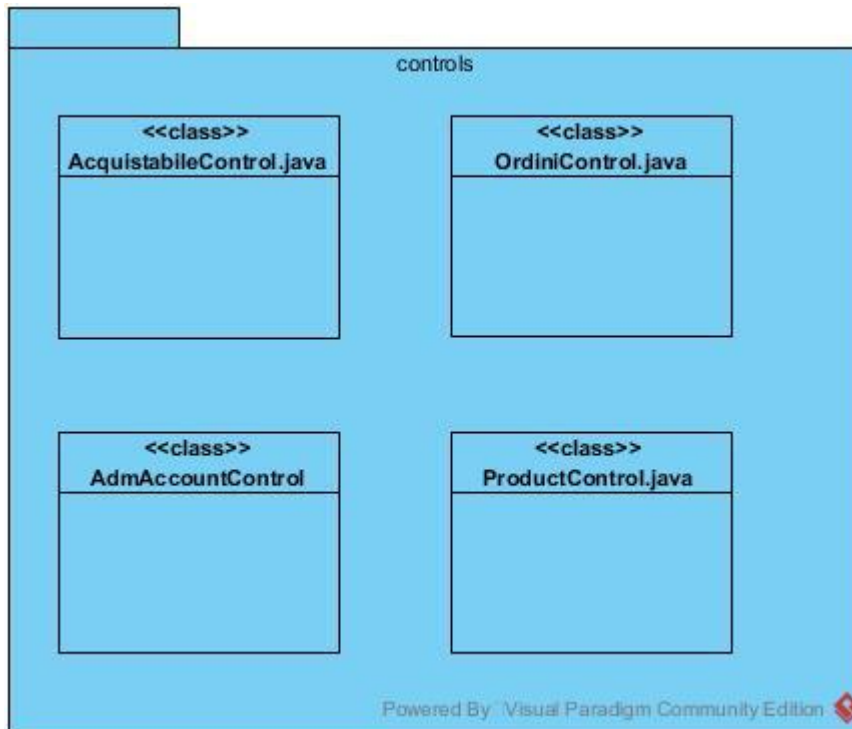 controls
<<class>>
AcquistabileControl.java
<<class>>
OrdiniControl.java
<<class>>
AdmAccountControl
<<class>>
ProductControl.java
Powered By Visual Paradigm Community Edition